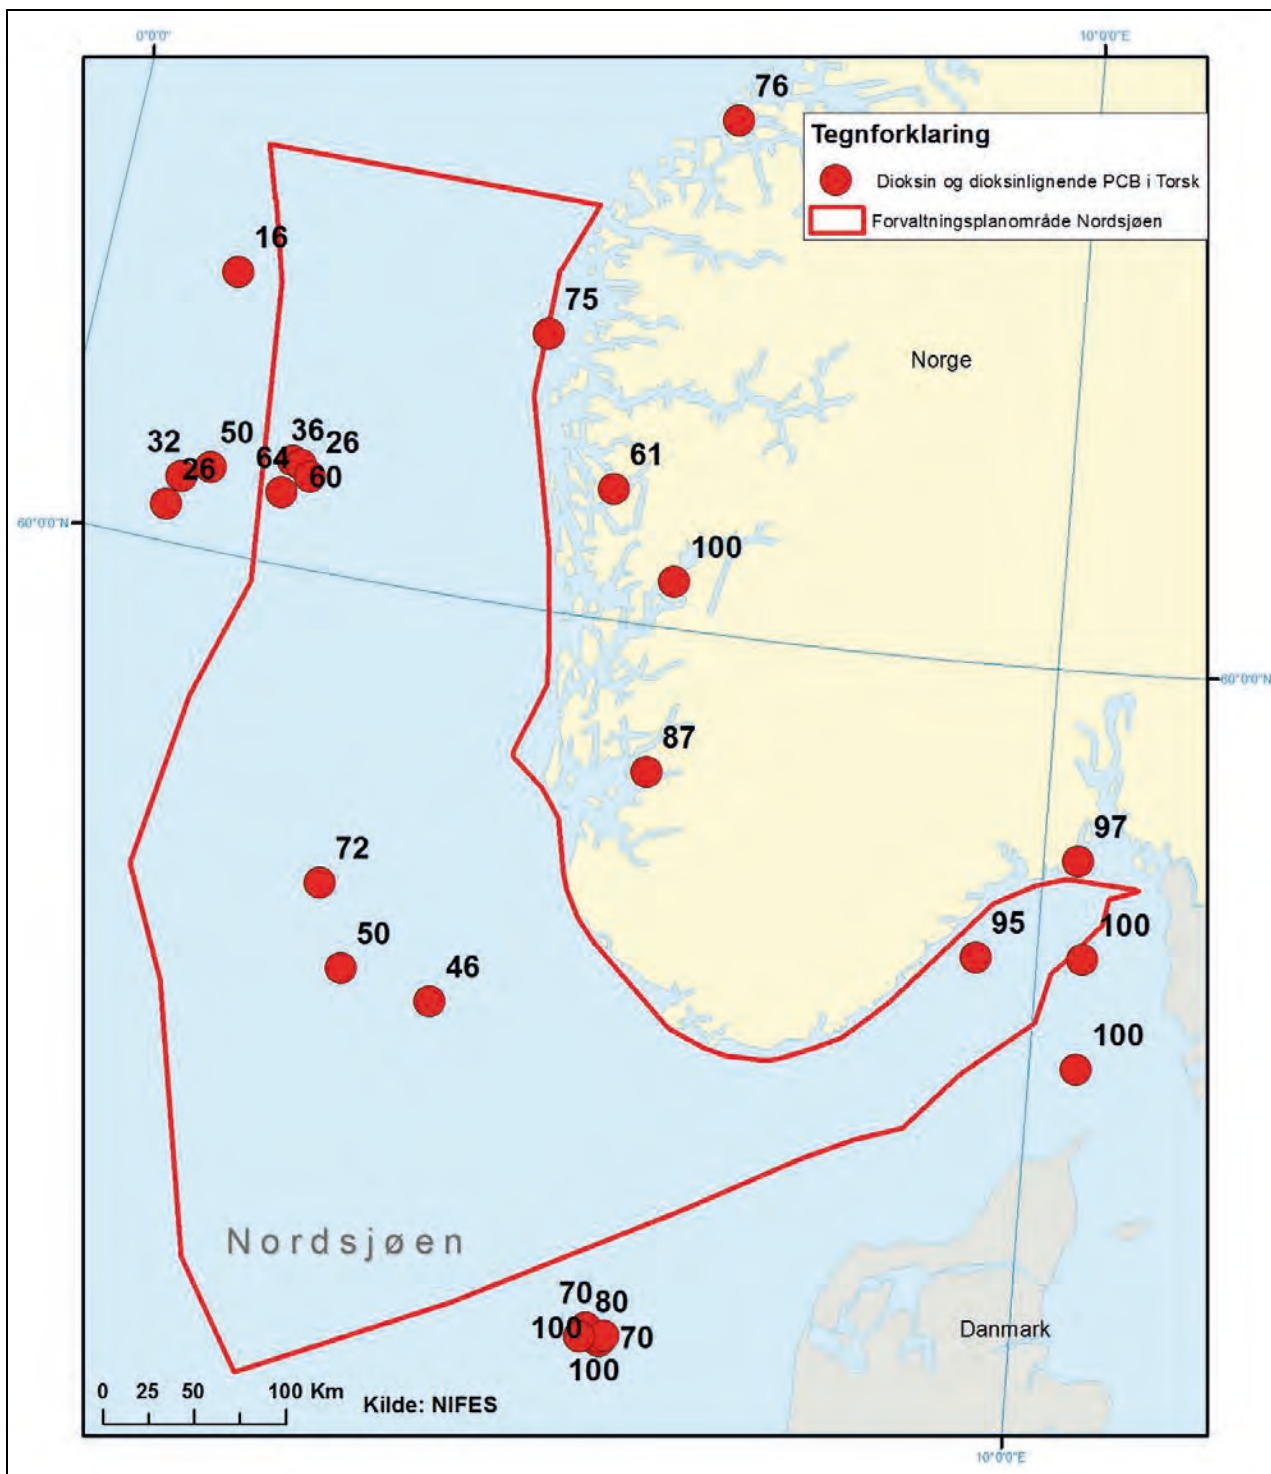 0°0'0"
10°0'0"E
76
Tegnforklaring
Dioksin og dioksinlignende PCB i Torsk
Forvaltningsplanområde Nordsjøen
16
75
Norge
32
50
36
26
26
64
60
61
60°0'0"N
100
60°0'0"N
87
72
97
50
46
95
100
100
Nordsjøen
70
80
100
70
100
Danmark
0 25 50 100 Km
Kilde: NIFES
10°0'0"E